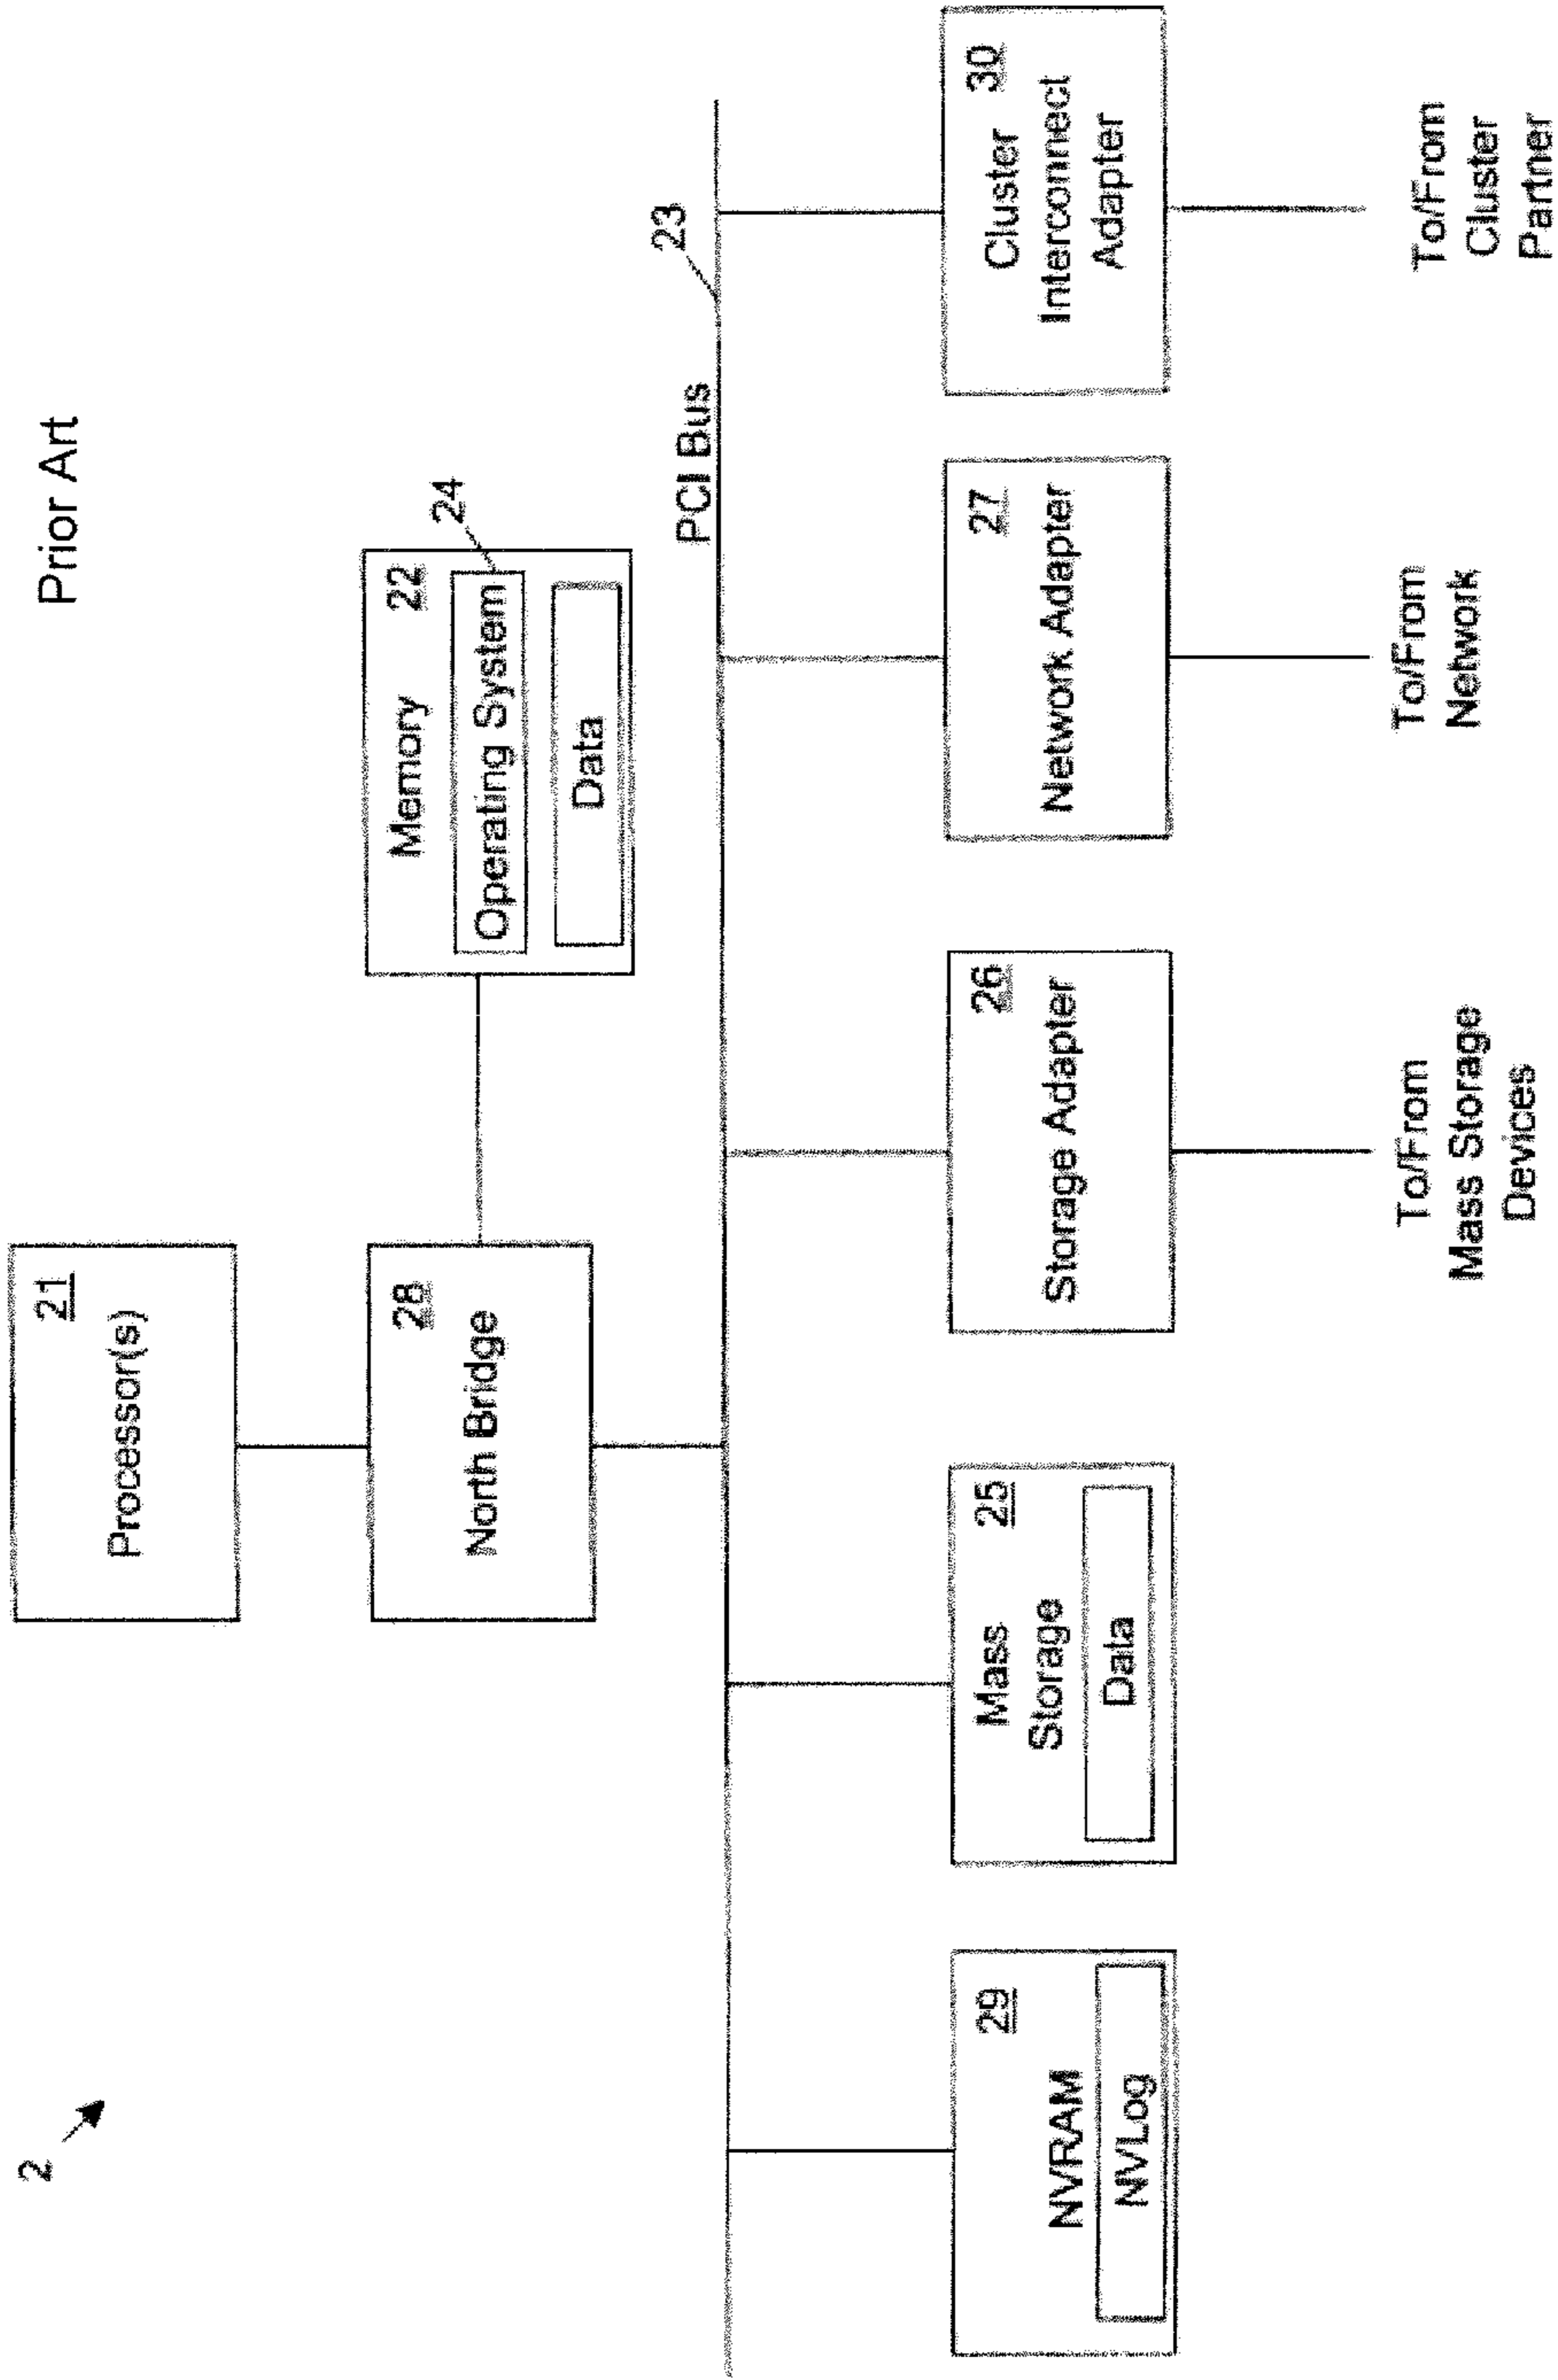 Prior Art
2
21
Processor(s)
28
North Bridge
Memory 22
Operating System
24
Data
PCI Bus
23
29
NVRAM
NVLog
25
Mass
Storage
Data
26
Storage Adapter
27
Network Adapter
30
Cluster
Interconnect
Adapter
To/From
Mass Storage
Devices
To/From
Network
To/From
Cluster
Partner